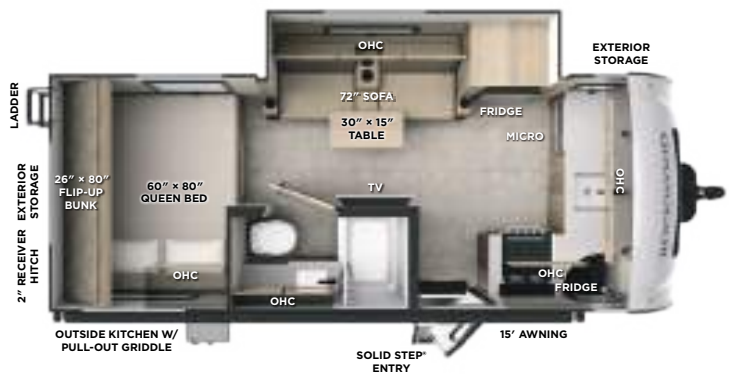 OHC
EXTERIOR
STORAGE
LADDER
72" SOFA
FRIDGE
30" × 15"
TABLE
MICRO
OHC
26" × 80"
FLIP-UP
BUNK
60" × 80"
QUEEN BED
TV
EXTERIOR
STORAGE
2" RECEIVER
HITCH
OHC
OHC
OHC
FRIDGE
OUTSIDE KITCHEN W/
PULL-OUT GRIDDLE
15' AWNING
SOLID STEP®
ENTRY